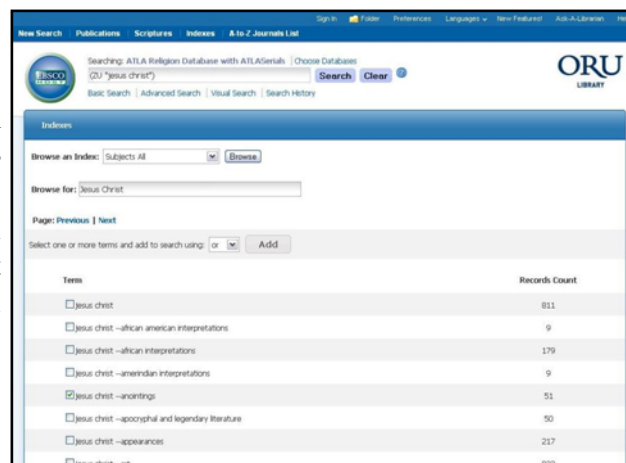 Sign In Folder Preferences Languages New Features! Ask-A-Librarian
New Search Publications Scriptures Indexes A-to-Z Journals List
Searching: ATLA Religion Database with ATLASerials Choose Databases
(ZU "jesus christ") Search Clear
Basic Search Advanced Search Visual Search Search History
EBSCO
ORU
LIBRARY
Indexes
Browse an Index: Subjects All Browse
Browse for: Jesus Christ
Page: Previous | Next
Select one or more terms and add to search using: or Add
Term Records Count
jesus christ 811
jesus christ --african american interpretations 9
jesus christ --african interpretations 179
jesus christ --amerindian interpretations 9
jesus christ --anointings 51
jesus christ --apocryphal and legendary literature 50
jesus christ --appearances 217
jesus christ